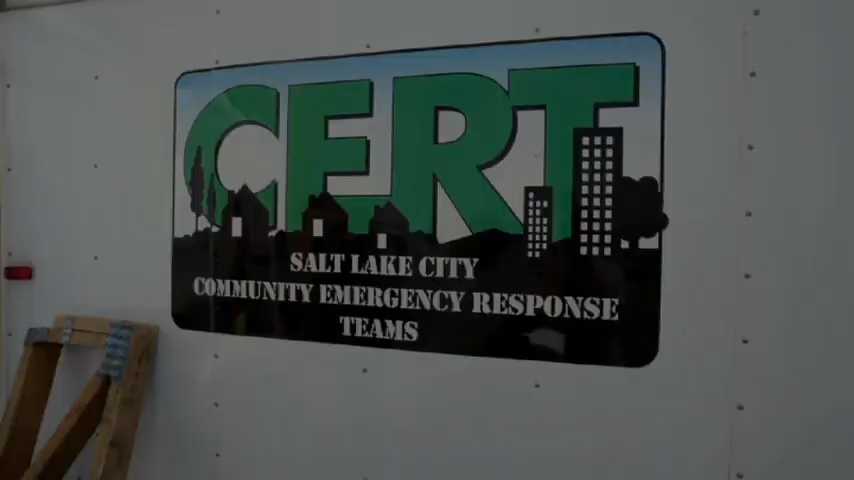 CERT
SALT LAKE CITY
COMMUNITY EMERGENCY RESPONSE
TEAMS